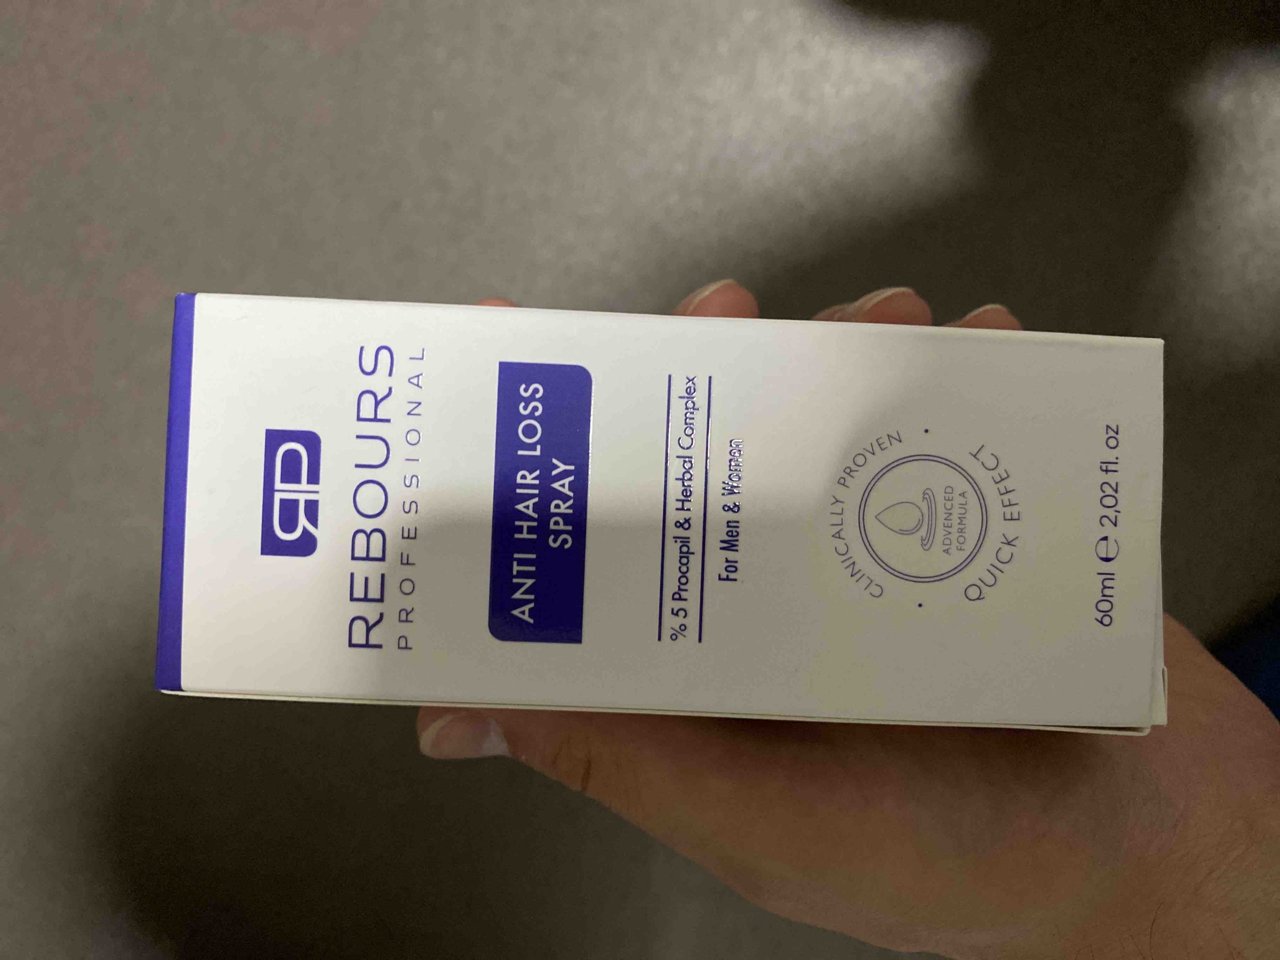 RP
REBOURS
PROFESSIONAL
ANTI HAIR LOSS
SPRAY
% 5 Procapil & Herbal Complex
For Men & Woman
CLINICALLY PROVEN
ADVENCED
FORMULA
QUICK EFFECT
60ml ℮ 2,02 fl. oz